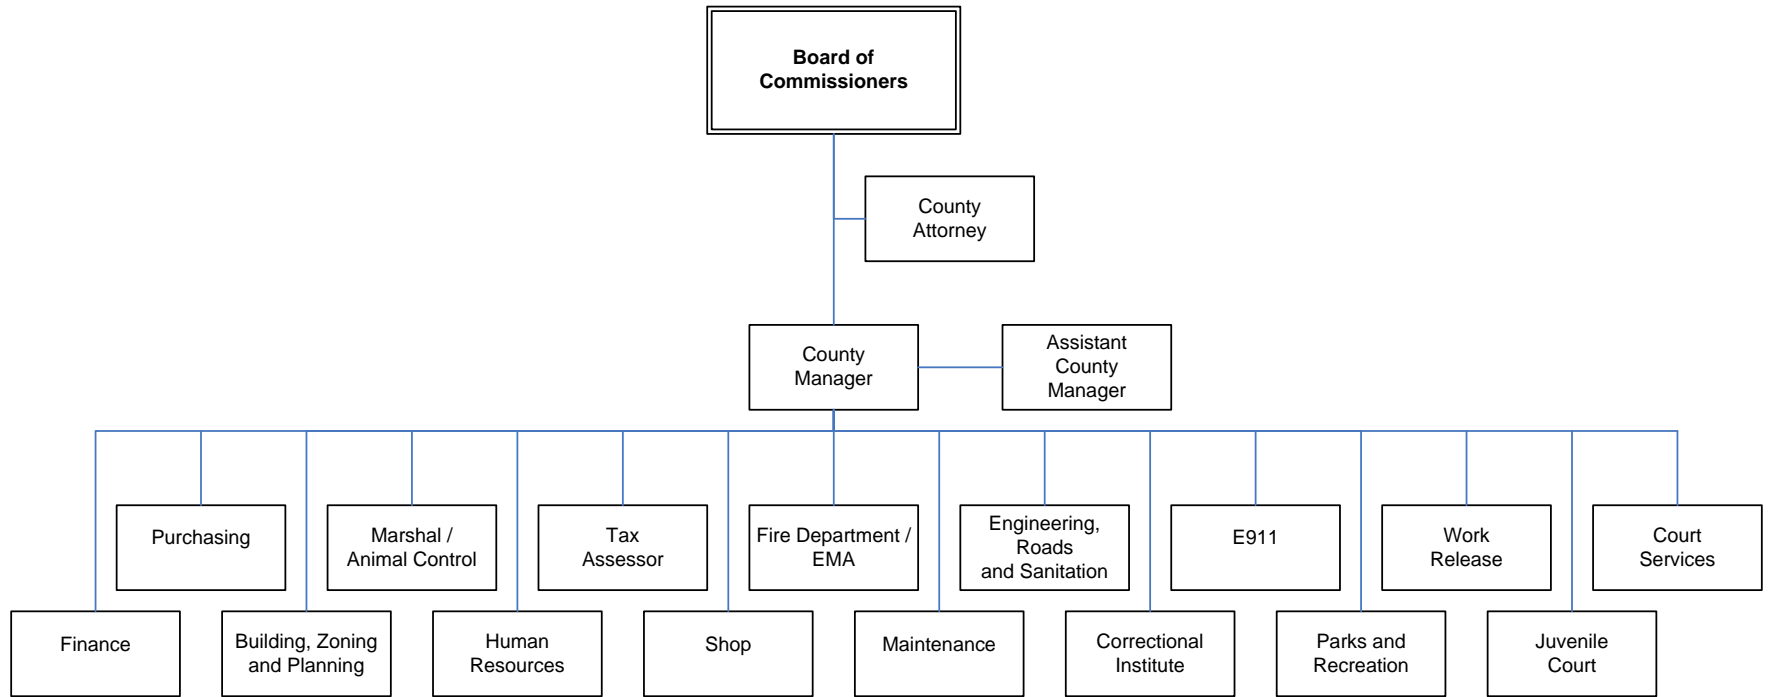 Board of
Commissioners
County
Attorney
County
Manager
Assistant
County
Manager
Purchasing
Marshal /
Animal Control
Tax
Assessor
Fire Department /
EMA
Engineering,
Roads
and Sanitation
E911
Work
Release
Court
Services
Finance
Building, Zoning
and Planning
Human
Resources
Shop
Maintenance
Correctional
Institute
Parks and
Recreation
Juvenile
Court